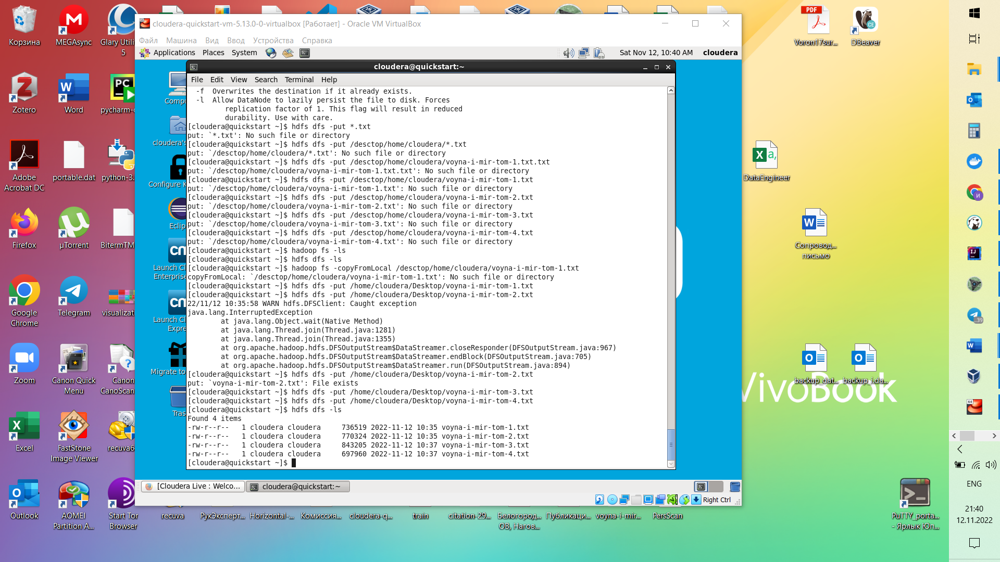 Корзина
MEGAsync
Glary Utili
5
Zotero
Word
pycharm-c
Adobe
Acrobat DC
portable.dat
python-3.
Firefox
µTorrent
BitermTM
Google
Chrome
Telegram
visualizati
Zoom
Canon Quick
Menu
Canon
CanoScan
Excel
FastStone
Image Viewer
recuva6
Outlook
AOMEI
Partition A...
Start Tor
Browser
cloudera-quickstart-vm-5.13.0-0-virtualbox [Работает] - Oracle VM VirtualBox
Файл Машина Вид Ввод Устройства Справка
Applications Places System
Sat Nov 12, 10:40 AM cloudera
Compu
cloudera's
Configure K
Eclip
Launch Cl
Enterpris
Launch Cl
Expre
Migrate to
Tras
cloudera@quickstart:~
File Edit View Search Terminal Help
-f Overwrites the destination if it already exists.
-l Allow DataNode to lazily persist the file to disk. Forces
replication factor of 1. This flag will result in reduced
durability. Use with care.
[cloudera@quickstart ~]$ hdfs dfs -put *.txt
put: `*.txt': No such file or directory
[cloudera@quickstart ~]$ hdfs dfs -put /desctop/home/cloudera/*.txt
put: `/desctop/home/cloudera/*.txt': No such file or directory
[cloudera@quickstart ~]$ hdfs dfs -put /desctop/home/cloudera/voyna-i-mir-tom-1.txt.txt
put: `/desctop/home/cloudera/voyna-i-mir-tom-1.txt.txt': No such file or directory
[cloudera@quickstart ~]$ hdfs dfs -put /desctop/home/cloudera/voyna-i-mir-tom-1.txt
put: `/desctop/home/cloudera/voyna-i-mir-tom-1.txt': No such file or directory
[cloudera@quickstart ~]$ hdfs dfs -put /desctop/home/cloudera/voyna-i-mir-tom-2.txt
put: `/desctop/home/cloudera/voyna-i-mir-tom-2.txt': No such file or directory
[cloudera@quickstart ~]$ hdfs dfs -put /desctop/home/cloudera/voyna-i-mir-tom-3.txt
put: `/desctop/home/cloudera/voyna-i-mir-tom-3.txt': No such file or directory
[cloudera@quickstart ~]$ hdfs dfs -put /desctop/home/cloudera/voyna-i-mir-tom-4.txt
put: `/desctop/home/cloudera/voyna-i-mir-tom-4.txt': No such file or directory
[cloudera@quickstart ~]$ hadoop fs -ls
[cloudera@quickstart ~]$ hdfs dfs -ls
[cloudera@quickstart ~]$ hadoop fs -copyFromLocal /desctop/home/cloudera/voyna-i-mir-tom-1.txt
copyFromLocal: `/desctop/home/cloudera/voyna-i-mir-tom-1.txt': No such file or directory
[cloudera@quickstart ~]$ hdfs dfs -put /home/cloudera/Desktop/voyna-i-mir-tom-1.txt
[cloudera@quickstart ~]$ hdfs dfs -put /home/cloudera/Desktop/voyna-i-mir-tom-2.txt
22/11/12 10:35:58 WARN hdfs.DFSClient: Caught exception
java.lang.InterruptedException
at java.lang.Object.wait(Native Method)
at java.lang.Thread.join(Thread.java:1281)
at java.lang.Thread.join(Thread.java:1355)
at org.apache.hadoop.hdfs.DFSOutputStream$DataStreamer.closeResponder(DFSOutputStream.java:967)
at org.apache.hadoop.hdfs.DFSOutputStream$DataStreamer.endBlock(DFSOutputStream.java:705)
at org.apache.hadoop.hdfs.DFSOutputStream$DataStreamer.run(DFSOutputStream.java:894)
[cloudera@quickstart ~]$ hdfs dfs -put /home/cloudera/Desktop/voyna-i-mir-tom-2.txt
put: `voyna-i-mir-tom-2.txt': File exists
[cloudera@quickstart ~]$ hdfs dfs -put /home/cloudera/Desktop/voyna-i-mir-tom-3.txt
[cloudera@quickstart ~]$ hdfs dfs -put /home/cloudera/Desktop/voyna-i-mir-tom-4.txt
[cloudera@quickstart ~]$ hdfs dfs -ls
Found 4 items
-rw-r--r-- 1 cloudera cloudera 736519 2022-11-12 10:35 voyna-i-mir-tom-1.txt
-rw-r--r-- 1 cloudera cloudera 770324 2022-11-12 10:35 voyna-i-mir-tom-2.txt
-rw-r--r-- 1 cloudera cloudera 843205 2022-11-12 10:37 voyna-i-mir-tom-3.txt
-rw-r--r-- 1 cloudera cloudera 697960 2022-11-12 10:37 voyna-i-mir-tom-4.txt
[cloudera@quickstart ~]$
[Cloudera Live : Welco...
cloudera@quickstart:~
Right Ctrl
recuva
РукЭксперт...
Horizontal-...
Комиссия...
cloudera-q...
train
citation-29...
Белогород...
ОВ, Нагов...
Публикаци...
voyna-i-mir...
PersScan
PDF
Voron17sur...
DBeaver
DataEngineer
Сопровод...
письмо
backup_dat...
backup_i.da...
VivoBook
PuTTY_porta...
- Ярлык Юп...
ENG
21:40
12.11.2022